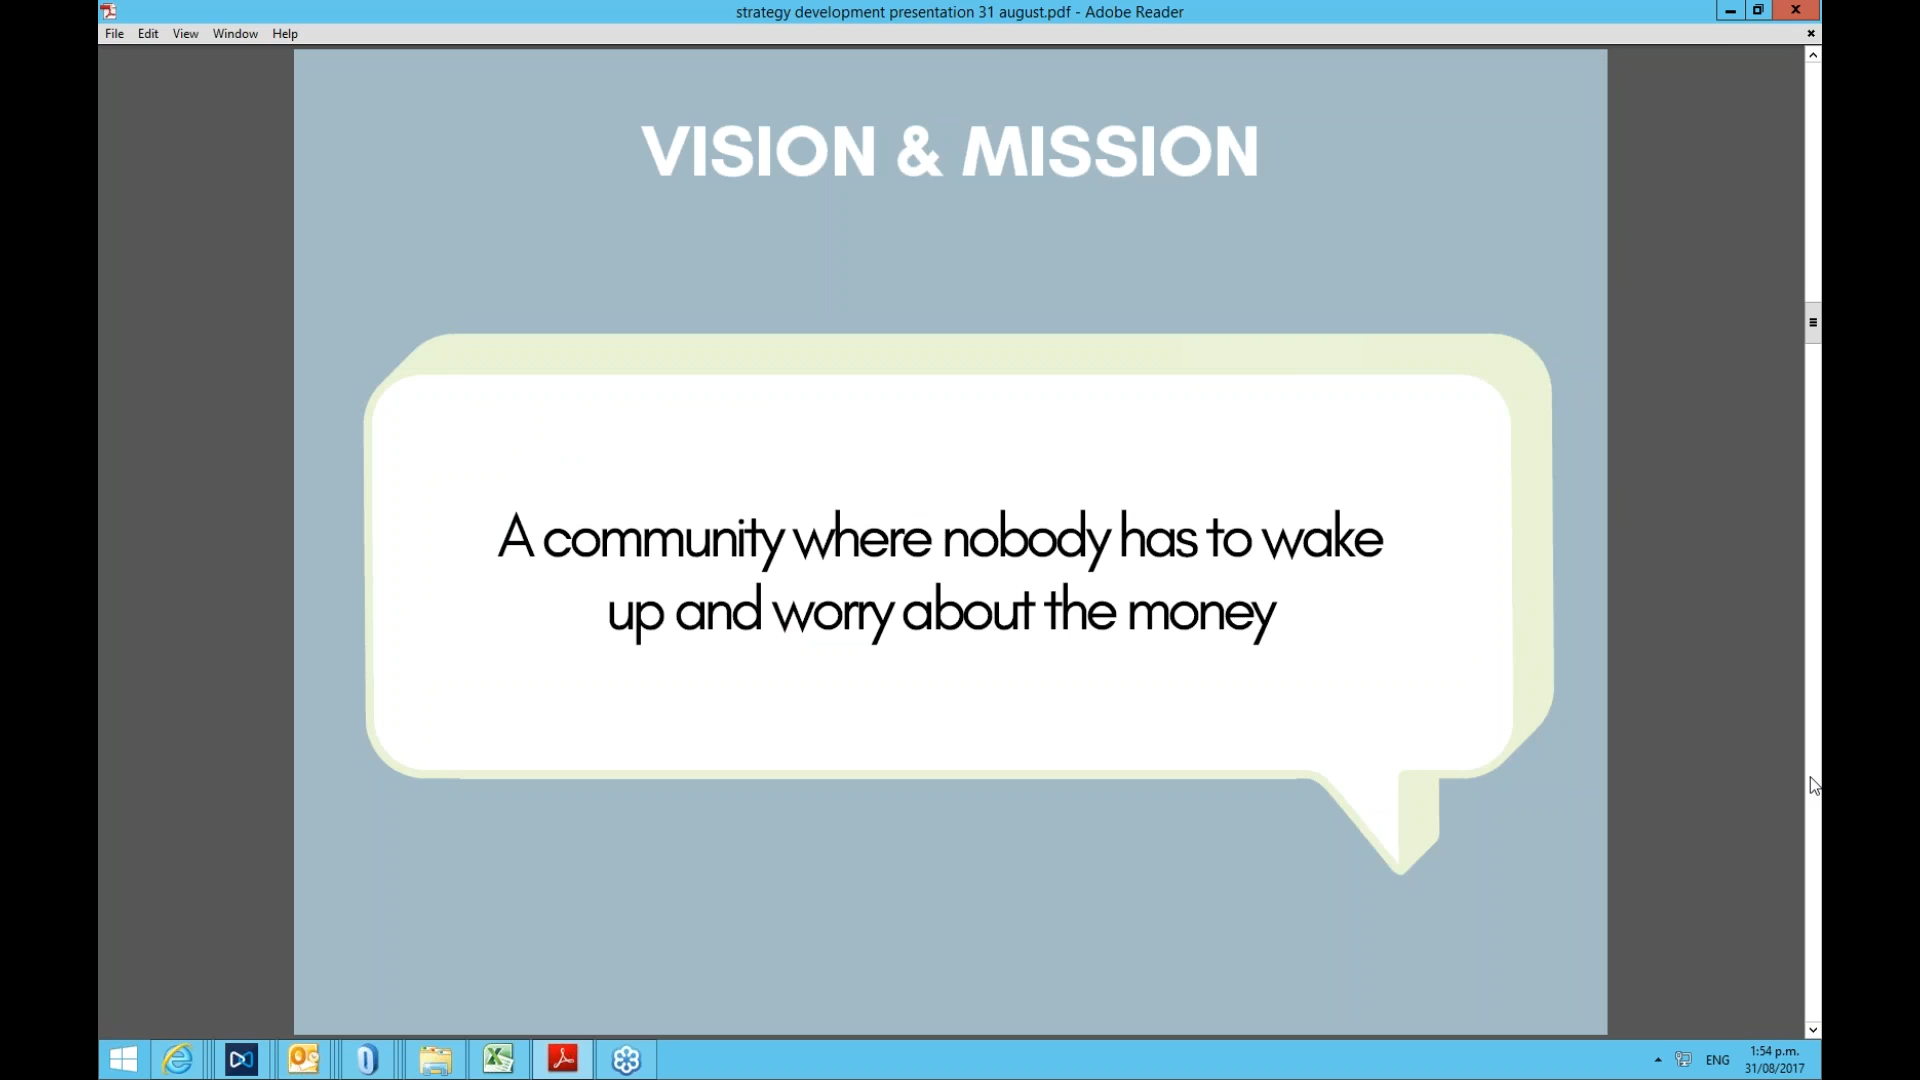 strategy development presentation 31 august.pdf - Adobe Reader
File Edit View Window Help
VISION & MISSION
A community where nobody has to wake
up and worry about the money
ENG
1:54 p.m.
31/08/2017